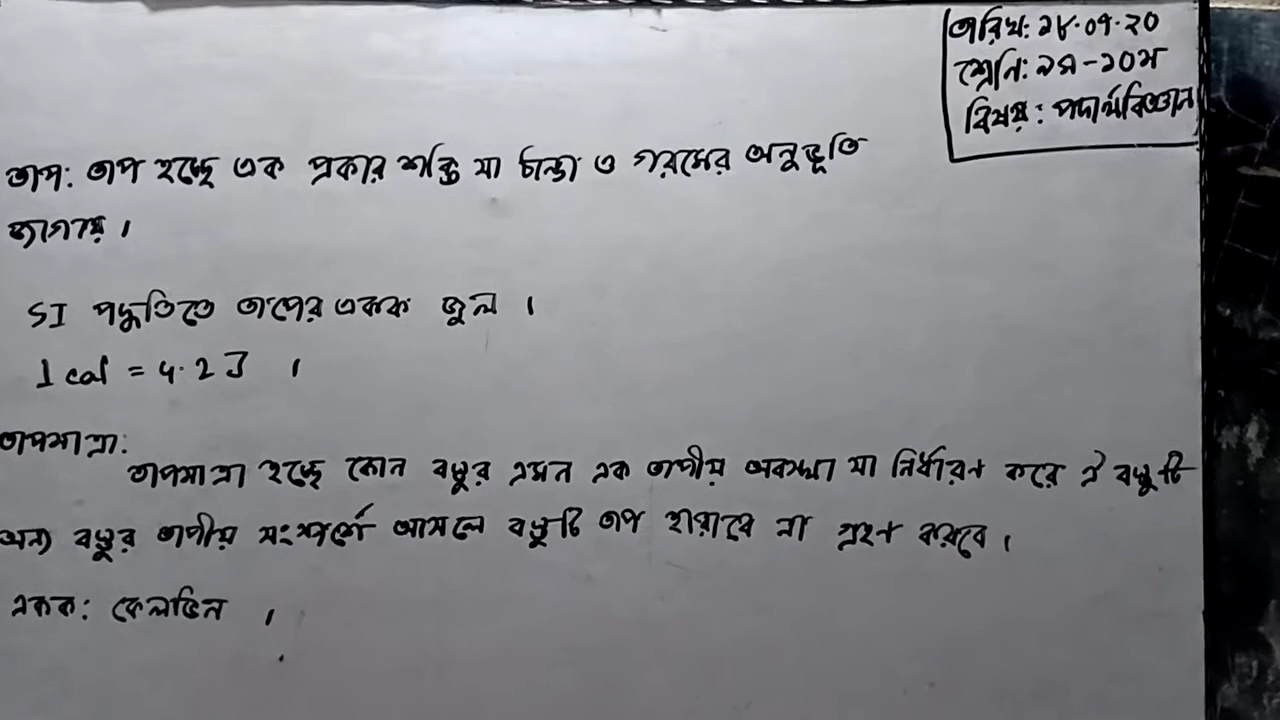 তারিখ: ২৮.০৭.২০
শ্রেনি: ৯ম-১০ম
বিষয়: পদার্থবিজ্ঞান
তাপ: তাপ হচ্ছে এক প্রকার শক্তি যা ঠান্ডা ও গরমের অনুভূতি
জাগায়।
SI পদ্ধতিতে তাপের একক জুল ।
1 cal = 4.2 J ।
তাপমাত্রা:
তাপমাত্রা হচ্ছে কোন বস্তুর এমন এক তাপীয় অবস্থা যা নির্ধারণ করে ঐ বস্তুটি
অন্য বস্তুর তাপীয় সংস্পর্শে আসলে বস্তুটি তাপ হারাবে না গ্রহণ করবে।
একক: কেলভিন ।